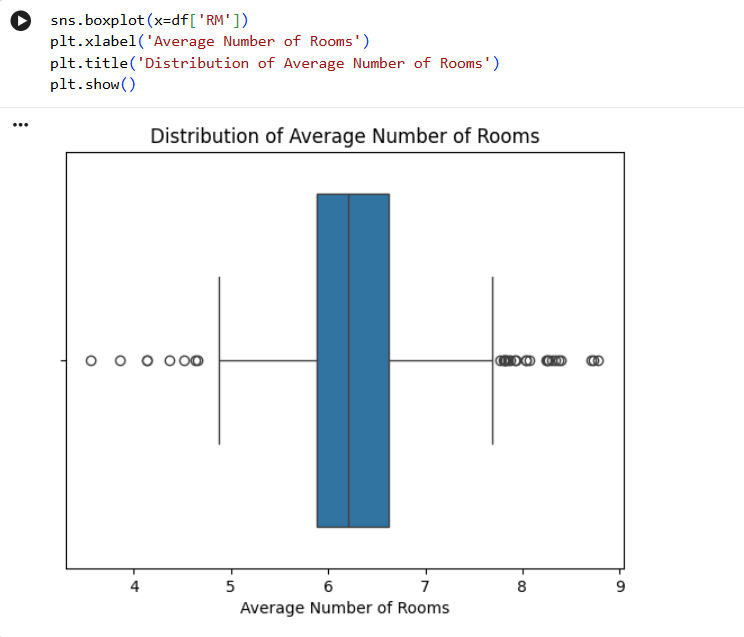 sns.boxplot(x=df['RM'])
plt.xlabel('Average Number of Rooms')
plt.title('Distribution of Average Number of Rooms')
plt.show()
Distribution of Average Number of Rooms
4 5 6 7 8 9
Average Number of Rooms